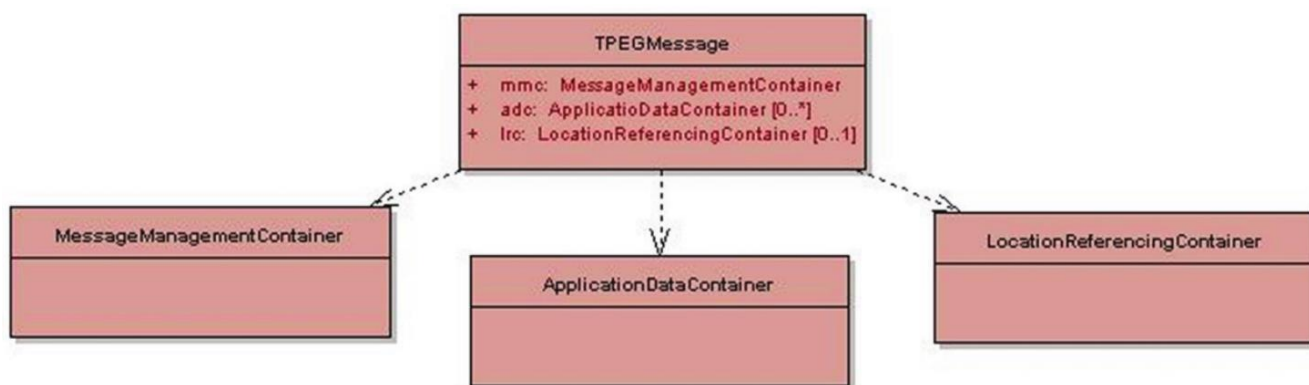 TPEGMessage
+ mmc: MessageManagementContainer
+ adc: ApplicatioDataContainer [0..*]
+ lrc: LocationReferencingContainer [0..1]
MessageManagementContainer
ApplicationDataContainer
LocationReferencingContainer